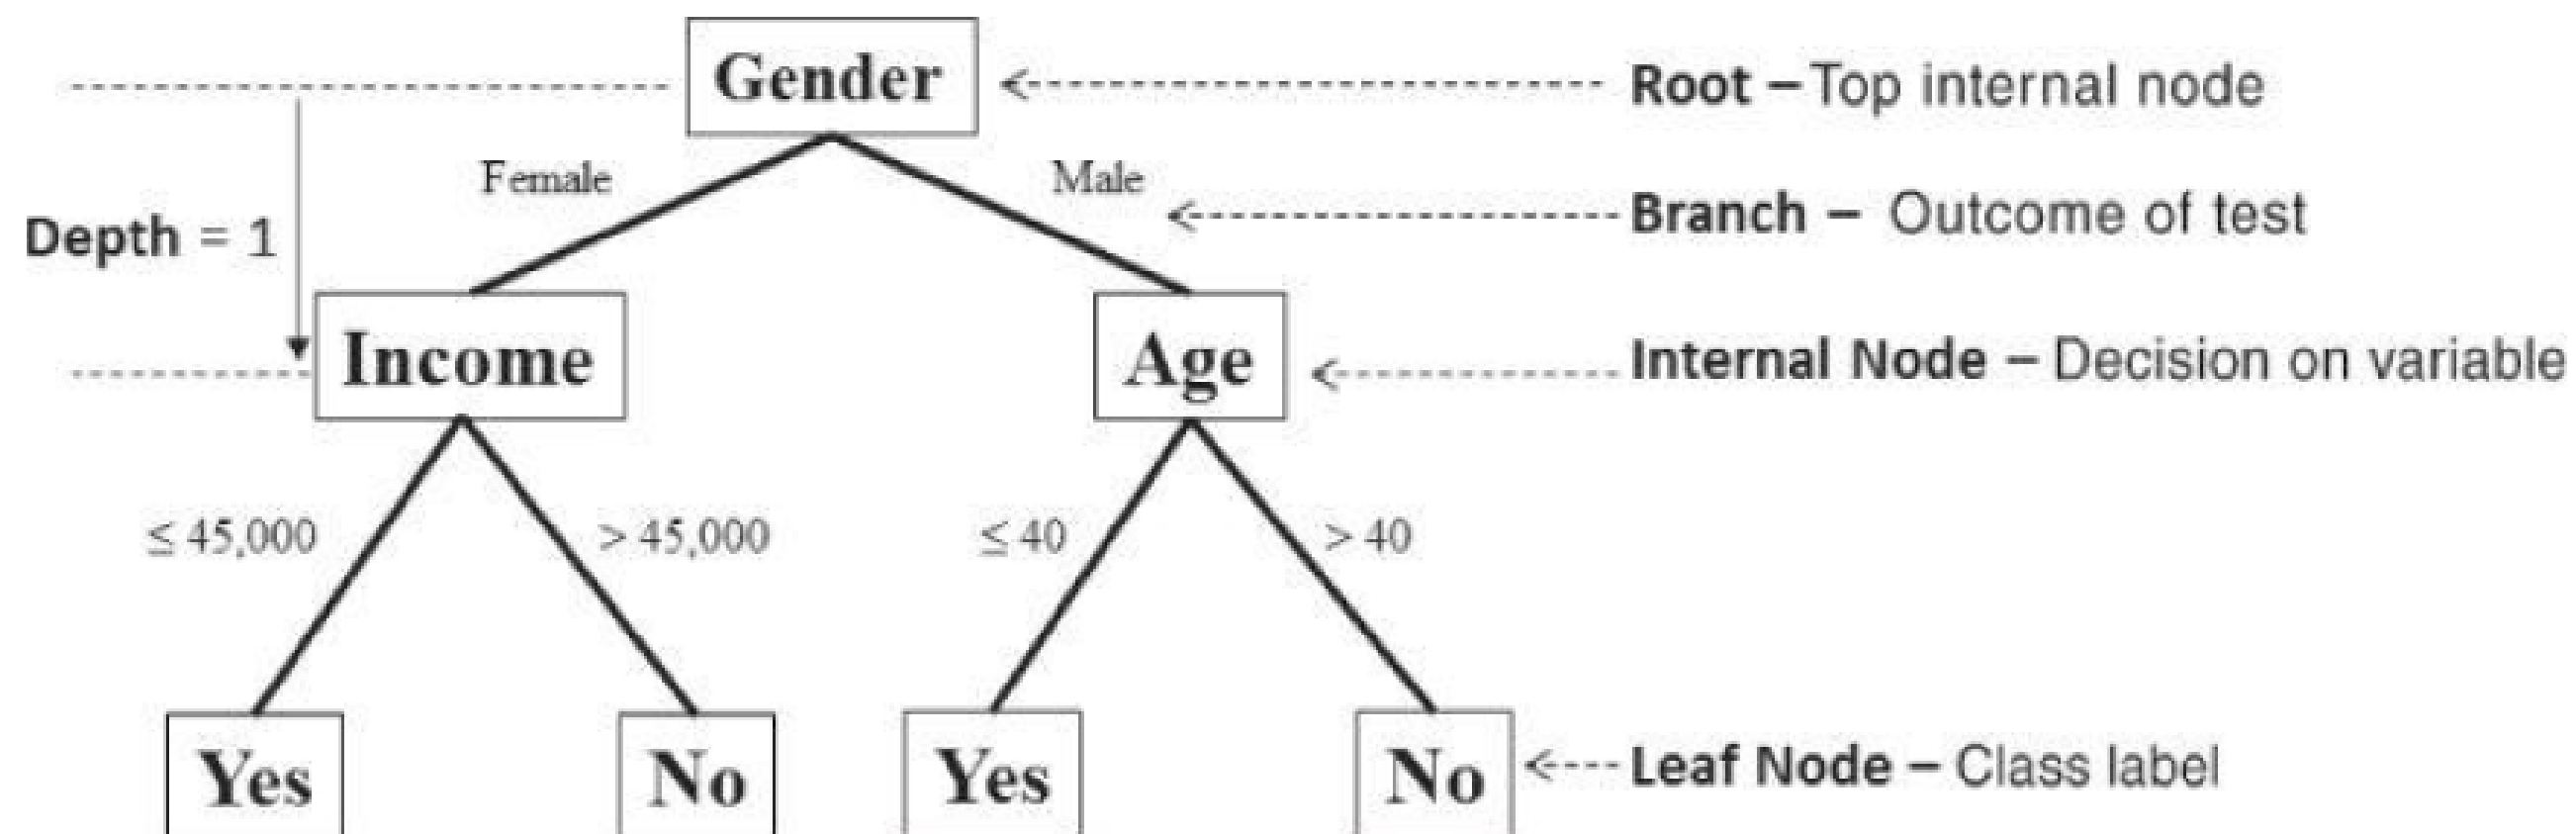 Gender
Root – Top internal node
Female
Male
Branch – Outcome of test
Depth = 1
Income
Age
Internal Node – Decision on variable
≤ 45,000
> 45,000
≤ 40
> 40
Yes
No
Yes
No
Leaf Node – Class label